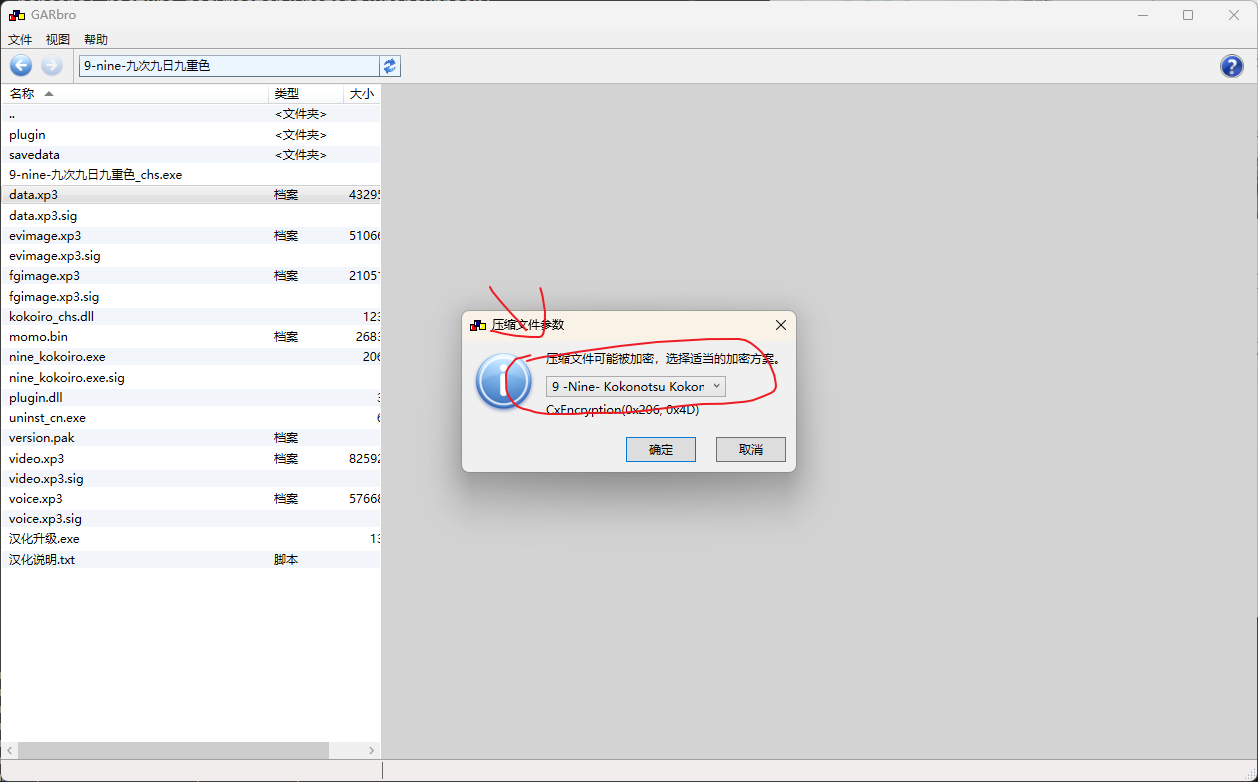 GARbro
文件 视图 帮助
9-nine-九次九日九重色
名称 类型 大小
.. <文件夹>
plugin <文件夹>
savedata <文件夹>
9-nine-九次九日九重色_chs.exe
data.xp3 档案 43295
data.xp3.sig
evimage.xp3 档案 51066
evimage.xp3.sig
fgimage.xp3 档案 21051
fgimage.xp3.sig
kokoiro_chs.dll 123
momo.bin 档案 2683
nine_kokoiro.exe 206
nine_kokoiro.exe.sig
plugin.dll
uninst_cn.exe 6
version.pak 档案
video.xp3 档案 82592
video.xp3.sig
voice.xp3 档案 57668
voice.xp3.sig
汉化升级.exe 13
汉化说明.txt 脚本
压缩文件参数
压缩文件可能被加密，选择适当的加密方案。
9 -Nine- Kokonotsu Kokor
CxEncryption(0x206, 0x4D)
确定 取消